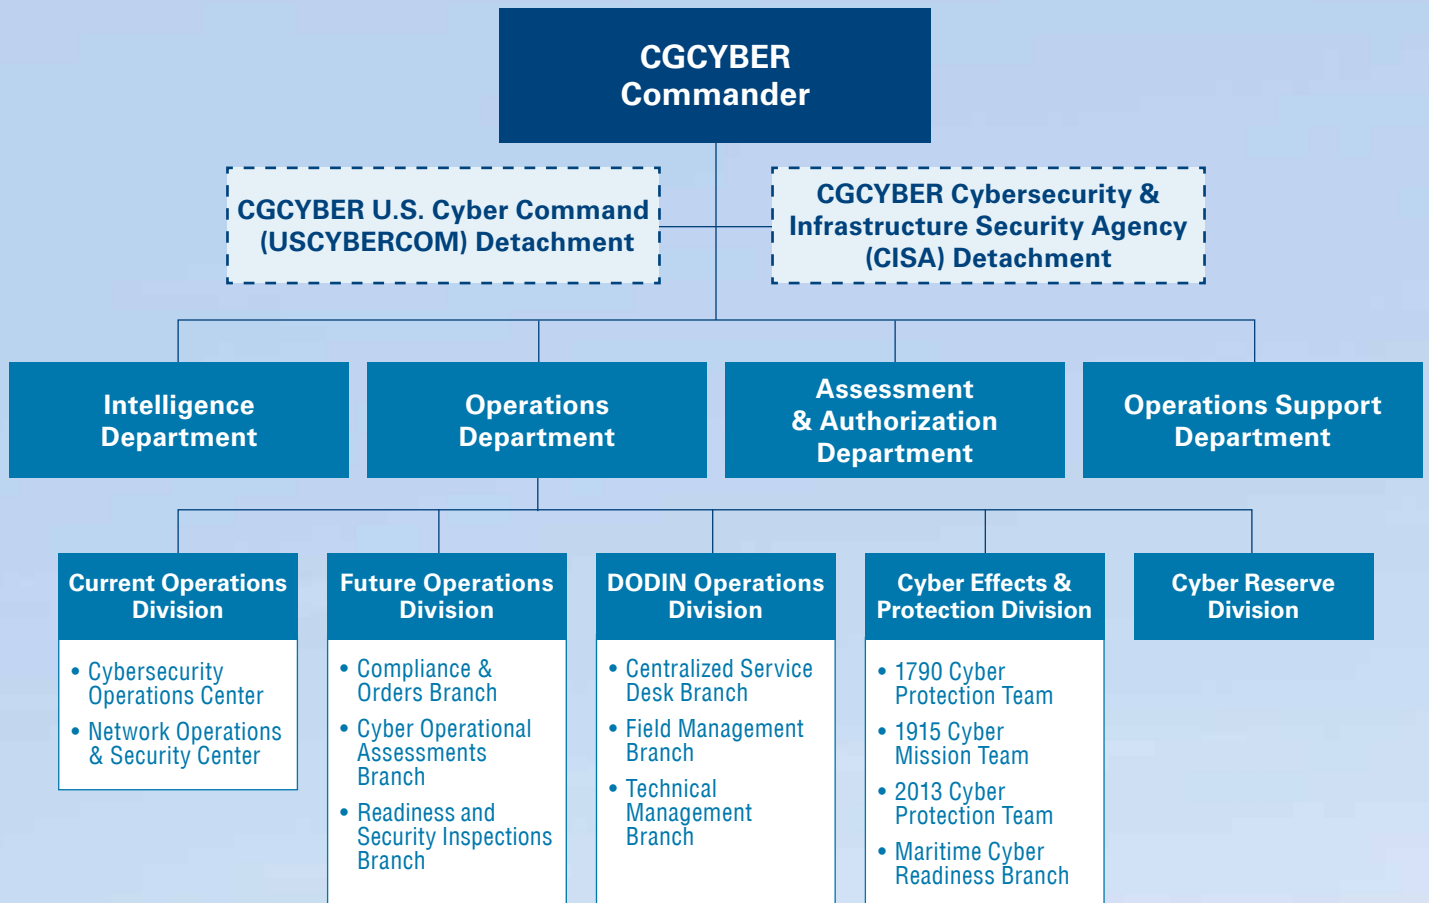 CGCYBER
Commander
CGCYBER U.S. Cyber Command
(USCYBERCOM) Detachment
CGCYBER Cybersecurity &
Infrastructure Security Agency
(CISA) Detachment
Intelligence
Department
Operations
Department
Assessment
& Authorization
Department
Operations Support
Department
Current Operations
Division
• Cybersecurity
Operations Center
• Network Operations
& Security Center
Future Operations
Division
• Compliance &
Orders Branch
• Cyber Operational
Assessments
Branch
• Readiness and
Security Inspections
Branch
DODIN Operations
Division
• Centralized Service
Desk Branch
• Field Management
Branch
• Technical
Management
Branch
Cyber Effects &
Protection Division
• 1790 Cyber
Protection Team
• 1915 Cyber
Mission Team
• 2013 Cyber
Protection Team
• Maritime Cyber
Readiness Branch
Cyber Reserve
Division